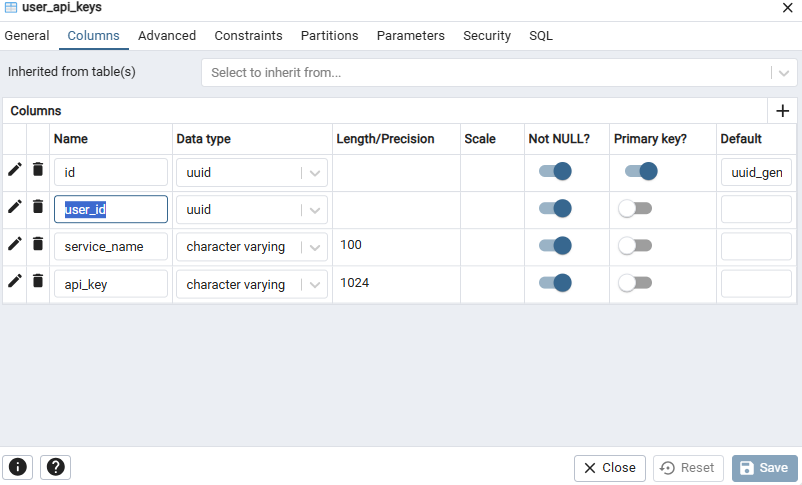 user_api_keys
General Columns Advanced Constraints Partitions Parameters Security SQL
Inherited from table(s) Select to inherit from...
Columns
Name Data type Length/Precision Scale Not NULL? Primary key? Default
id uuid uuid_gen
user_id uuid
service_name character varying 100
api_key character varying 1024
Close Reset Save